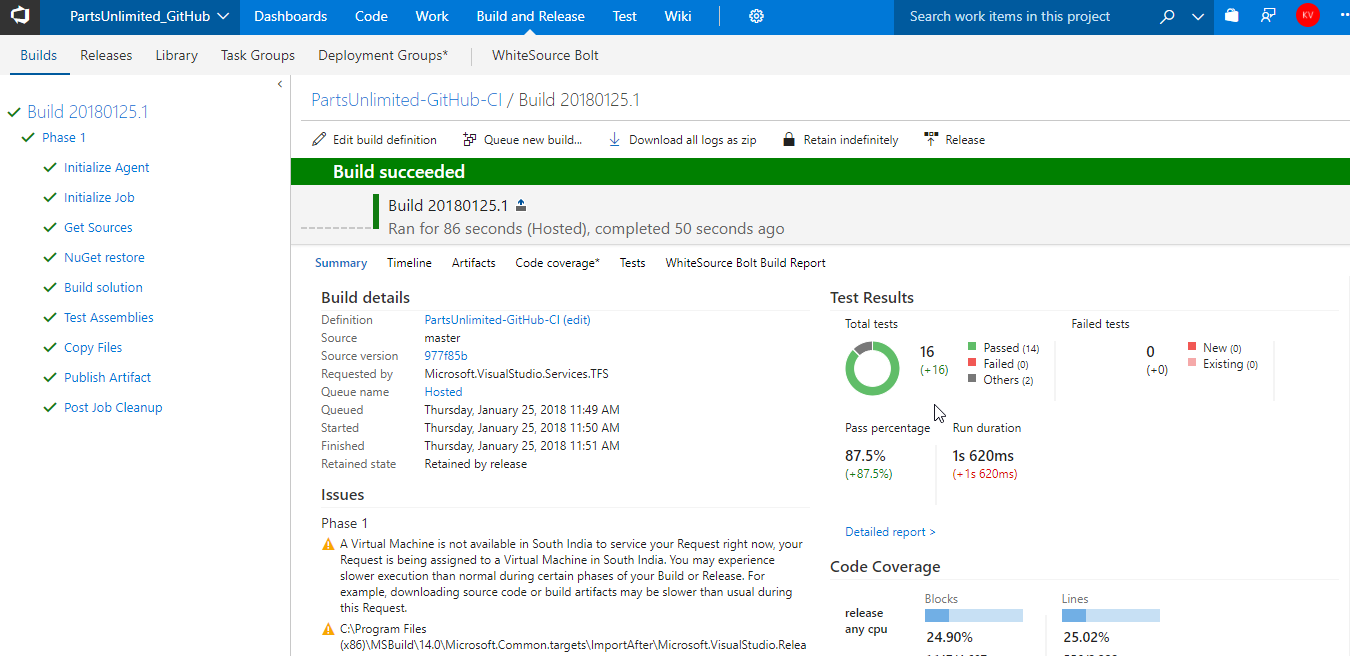 PartsUnlimited_GitHub
Dashboards Code Work Build and Release Test Wiki
Search work items in this project
KV
Builds Releases Library Task Groups Deployment Groups* WhiteSource Bolt
Build 20180125.1
Phase 1
Initialize Agent
Initialize Job
Get Sources
NuGet restore
Build solution
Test Assemblies
Copy Files
Publish Artifact
Post Job Cleanup
PartsUnlimited-GitHub-CI / Build 20180125.1
Edit build definition Queue new build... Download all logs as zip Retain indefinitely Release
Build succeeded
Build 20180125.1
Ran for 86 seconds (Hosted), completed 50 seconds ago
Summary Timeline Artifacts Code coverage* Tests WhiteSource Bolt Build Report
Build details
Definition PartsUnlimited-GitHub-CI (edit)
Source master
Source version 977f85b
Requested by Microsoft.VisualStudio.Services.TFS
Queue name Hosted
Queued Thursday, January 25, 2018 11:49 AM
Started Thursday, January 25, 2018 11:50 AM
Finished Thursday, January 25, 2018 11:51 AM
Retained state Retained by release
Issues
Phase 1
A Virtual Machine is not available in South India to service your Request right now, your
Request is being assigned to a Virtual Machine in South India. You may experience
slower execution than normal during certain phases of your Build or Release. For
example, downloading source code or build artifacts may be slower than usual during
this Request.
C:\Program Files
(x86)\MSBuild\14.0\Microsoft.Common.targets\ImportAfter\Microsoft.VisualStudio.Relea
Test Results
Total tests
16
(+16)
Passed (14)
Failed (0)
Others (2)
Failed tests
0
(+0)
New (0)
Existing (0)
Pass percentage
87.5%
(+87.5%)
Run duration
1s 620ms
(+1s 620ms)
Detailed report >
Code Coverage
Blocks Lines
release
any cpu
24.90% 25.02%